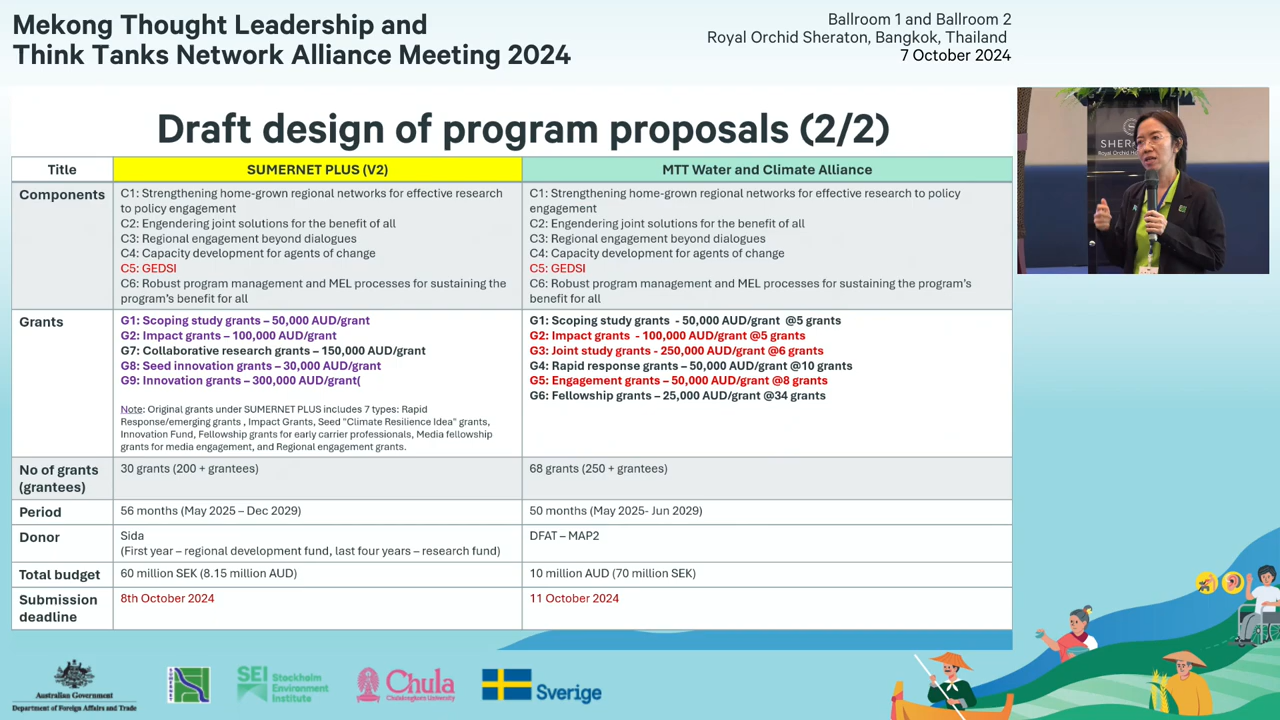 Mekong Thought Leadership and
Think Tanks Network Alliance Meeting 2024
Ballroom 1 and Ballroom 2
Royal Orchid Sheraton, Bangkok, Thailand
7 October 2024
Draft design of program proposals (2/2)
Title
SUMERNET PLUS (V2)
MTT Water and Climate Alliance
Components
C1: Strengthening home-grown regional networks for effective research
to policy engagement
C2: Engendering joint solutions for the benefit of all
C3: Regional engagement beyond dialogues
C4: Capacity development for agents of change
C5: GEDSI
C6: Robust program management and MEL processes for sustaining the
program's benefit for all
C1: Strengthening home-grown regional networks for effective research to policy
engagement
C2: Engendering joint solutions for the benefit of all
C3: Regional engagement beyond dialogues
C4: Capacity development for agents of change
C5: GEDSI
C6: Robust program management and MEL processes for sustaining the program's
benefit for all
Grants
G1: Scoping study grants – 50,000 AUD/grant
G2: Impact grants – 100,000 AUD/grant
G7: Collaborative research grants – 150,000 AUD/grant
G8: Seed innovation grants – 30,000 AUD/grant
G9: Innovation grants – 300,000 AUD/grant(
Note: Original grants under SUMERNET PLUS includes 7 types: Rapid
Response/emerging grants , Impact Grants, Seed "Climate Resilience Idea" grants,
Innovation Fund, Fellowship grants for early carrier professionals, Media fellowship
grants for media engagement, and Regional engagement grants.
G1: Scoping study grants - 50,000 AUD/grant @5 grants
G2: Impact grants - 100,000 AUD/grant @5 grants
G3: Joint study grants - 250,000 AUD/grant @6 grants
G4: Rapid response grants – 50,000 AUD/grant @10 grants
G5: Engagement grants – 50,000 AUD/grant @8 grants
G6: Fellowship grants – 25,000 AUD/grant @34 grants
No of grants
(grantees)
30 grants (200 + grantees)
68 grants (250 + grantees)
Period
56 months (May 2025 – Dec 2029)
50 months (May 2025- Jun 2029)
Donor
Sida
(First year – regional development fund, last four years – research fund)
DFAT – MAP2
Total budget
60 million SEK (8.15 million AUD)
10 million AUD (70 million SEK)
Submission
deadline
8th October 2024
11 October 2024
SHER
Royal Orchid H
Australian Government
Department of Foreign Affairs and Trade
SUMERNET
SEI Stockholm
Environment
Institute
Chula
Chulalongkorn University
Sverige